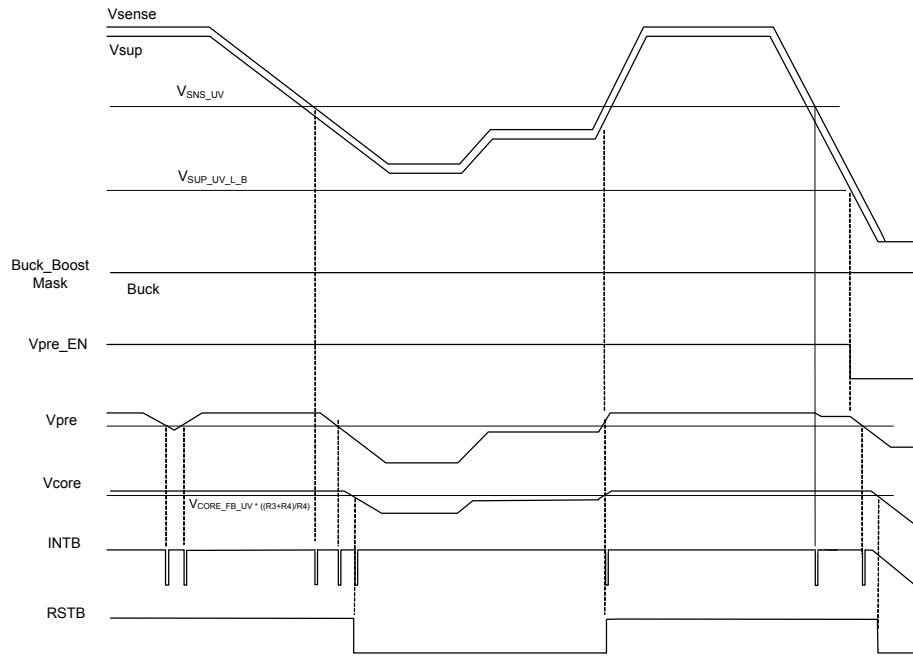 Vsense
Vsup
VSNS_UV
VSUP_UV_L_B
Buck_Boost
Mask
Buck
Vpre_EN
Vpre
Vcore
VCORE_FB_UV * ((R3+R4)/R4)
INTB
RSTB